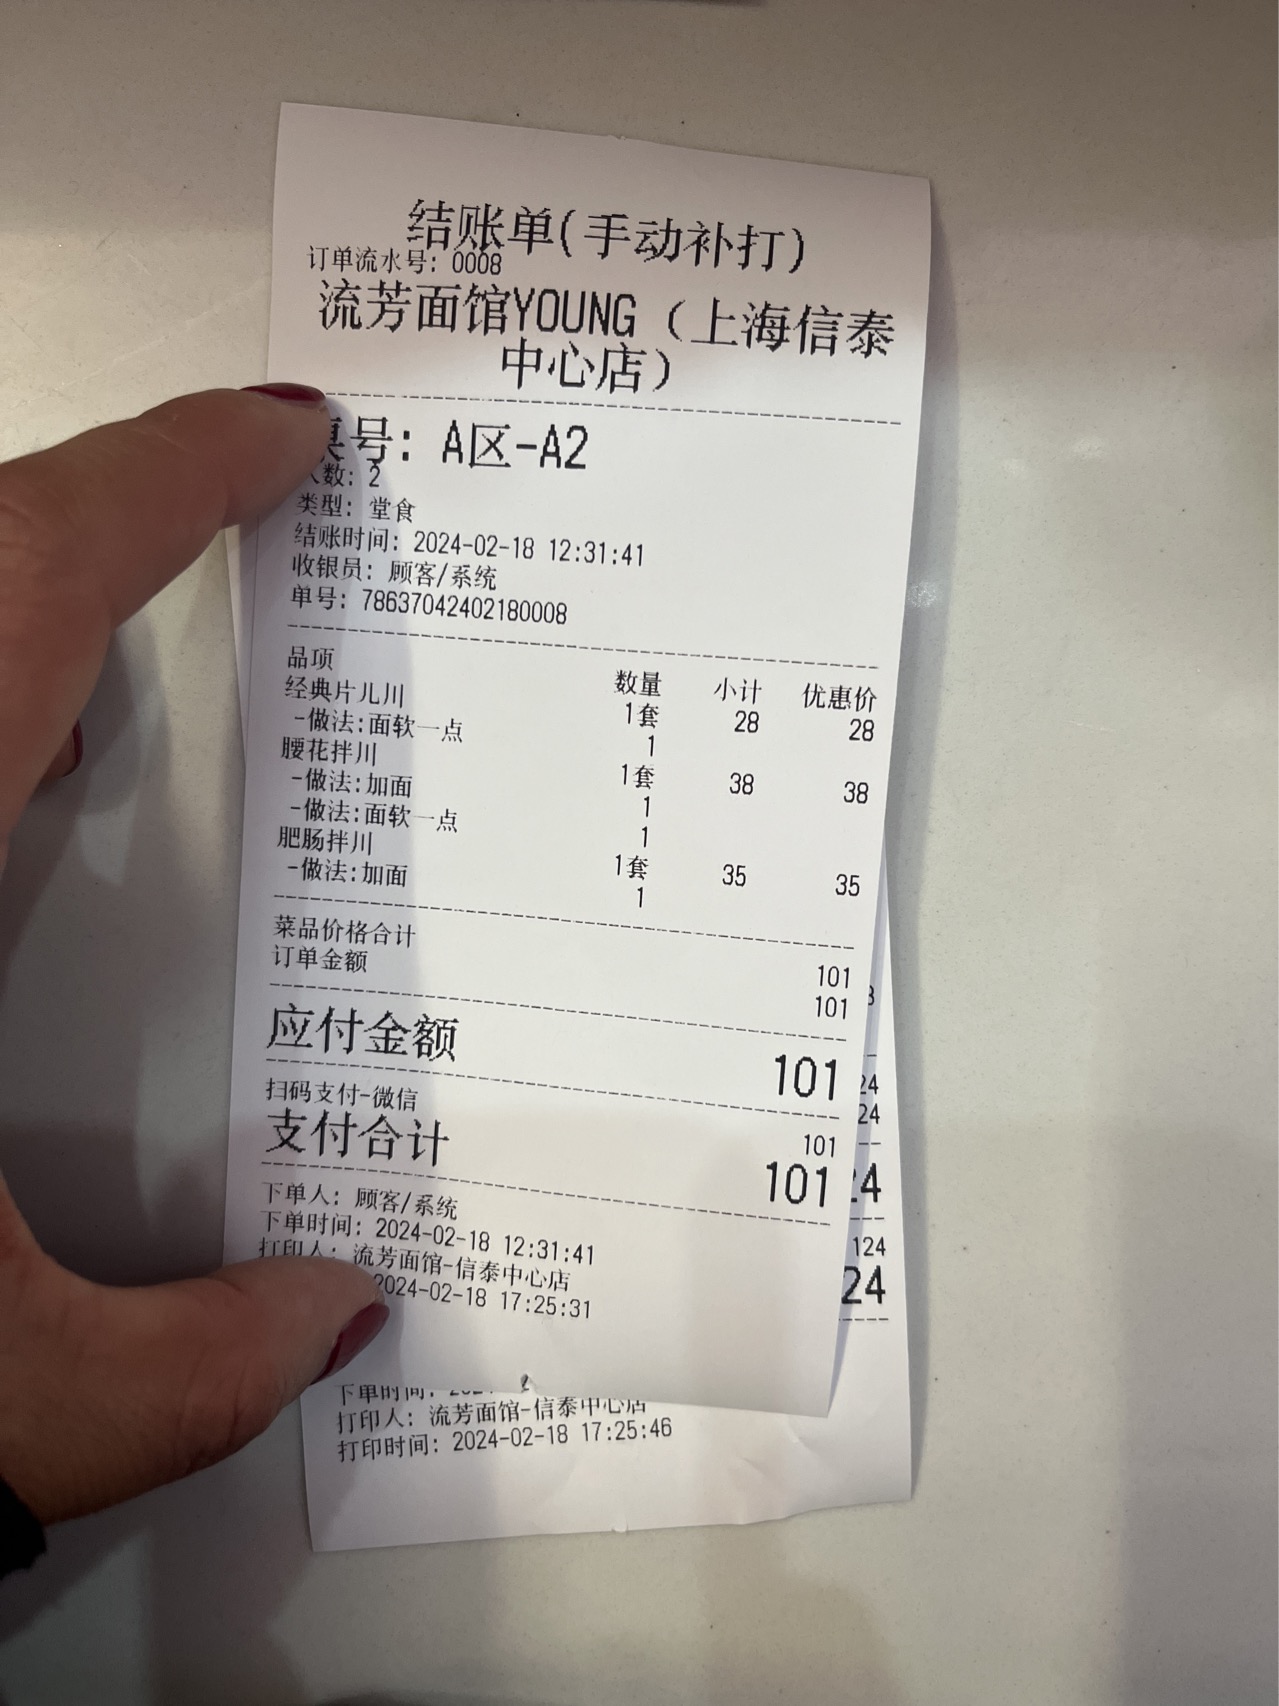 结账单(手动补打)
订单流水号: 0008
流芳面馆YOUNG（上海信泰
中心店）
号: A区-A2
数: 2
类型: 堂食
结账时间: 2024-02-18 12:31:41
收银员: 顾客/系统
单号: 78637042402180008
品项 数量 小计 优惠价
经典片儿川 1套 28 28
-做法:面软一点 1
腰花拌川 1套 38 38
-做法:加面 1
-做法:面软一点 1
肥肠拌川 1套 35 35
-做法:加面 1
菜品价格合计 101
订单金额 101
应付金额 101
扫码支付-微信 101
支付合计 101
下单人: 顾客/系统
下单时间: 2024-02-18 12:31:41
打印人: 流芳面馆-信泰中心店
2024-02-18 17:25:31
24
24
24
124
24
下单时间:
打印人: 流芳面馆-信泰中心店
打印时间: 2024-02-18 17:25:46